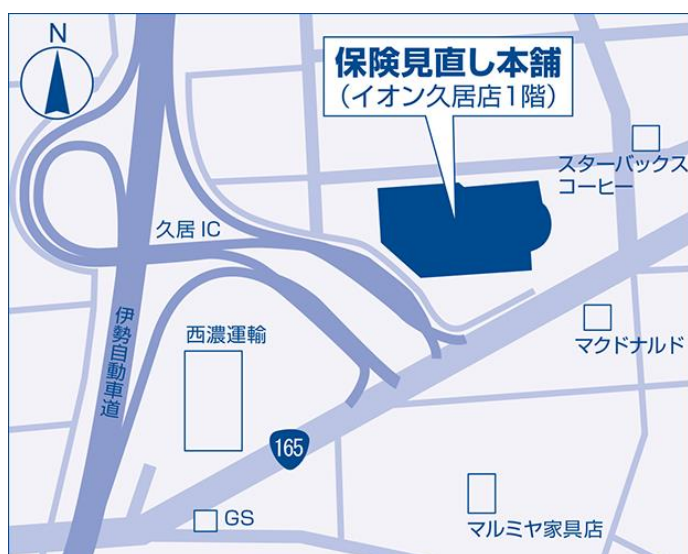 N
保険見直し本舗
（イオン久居店1階）
スターバックス
コーヒー
久居IC
伊勢自動車道
西濃運輸
マクドナルド
165
GS
マルミヤ家具店